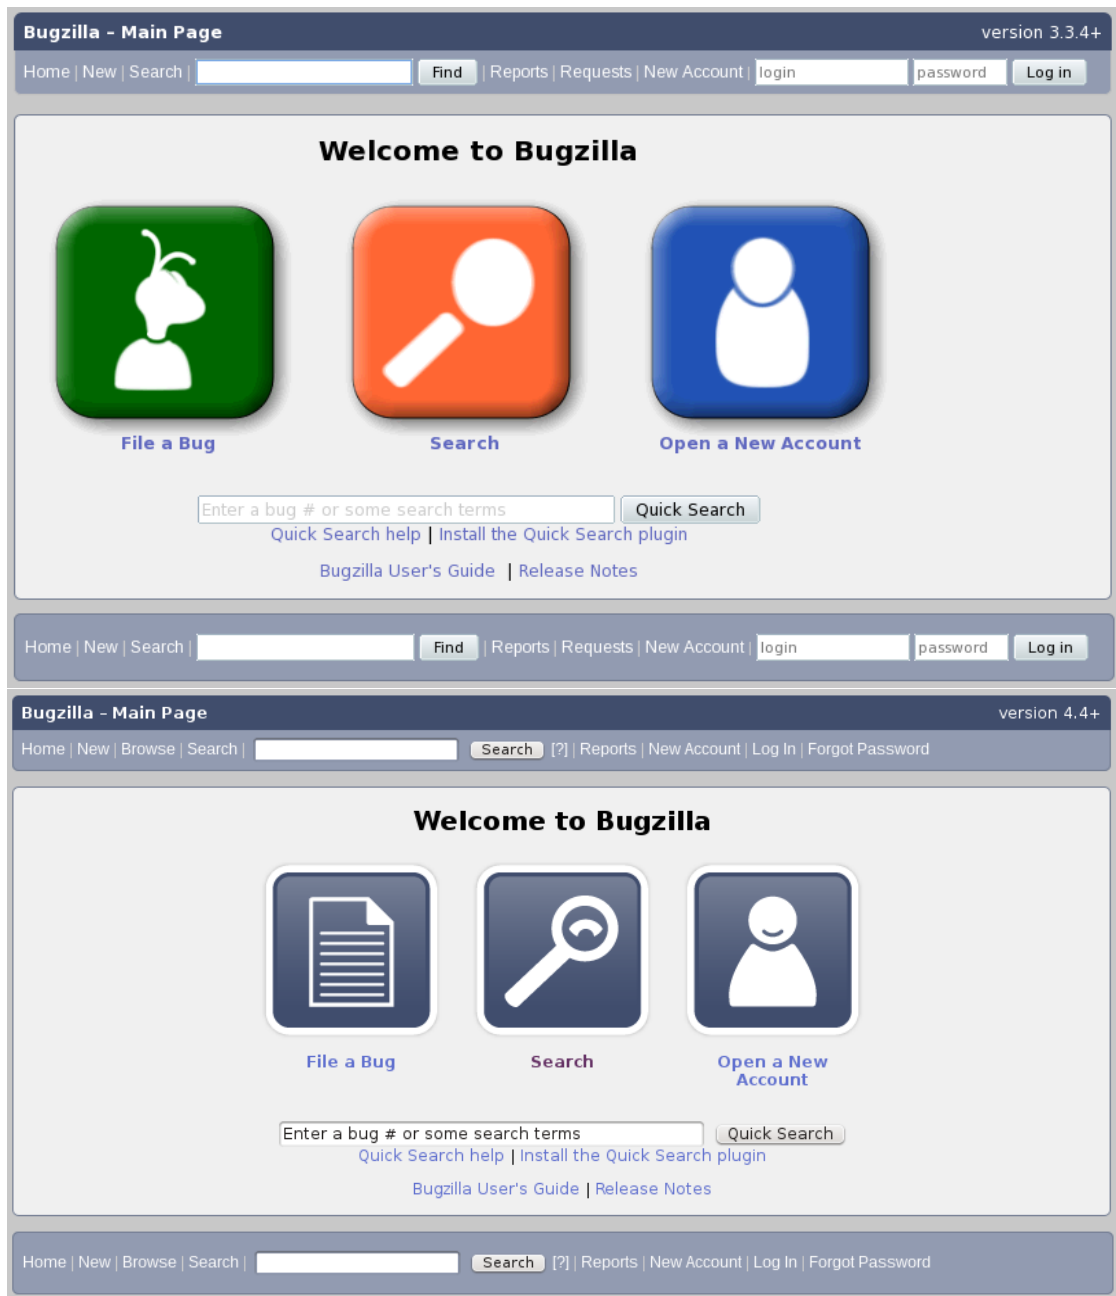 Bugzilla – Main Page version 3.3.4+
Home | New | Search | Find | Reports | Requests | New Account | login password Log in
Welcome to Bugzilla
File a Bug Search Open a New Account
Enter a bug # or some search terms Quick Search
Quick Search help | Install the Quick Search plugin
Bugzilla User's Guide | Release Notes
Home | New | Search | Find | Reports | Requests | New Account | login password Log in
Bugzilla – Main Page version 4.4+
Home | New | Browse | Search | Search [?] | Reports | New Account | Log In | Forgot Password
Welcome to Bugzilla
File a Bug Search Open a New
Account
Enter a bug # or some search terms Quick Search
Quick Search help | Install the Quick Search plugin
Bugzilla User's Guide | Release Notes
Home | New | Browse | Search | Search [?] | Reports | New Account | Log In | Forgot Password